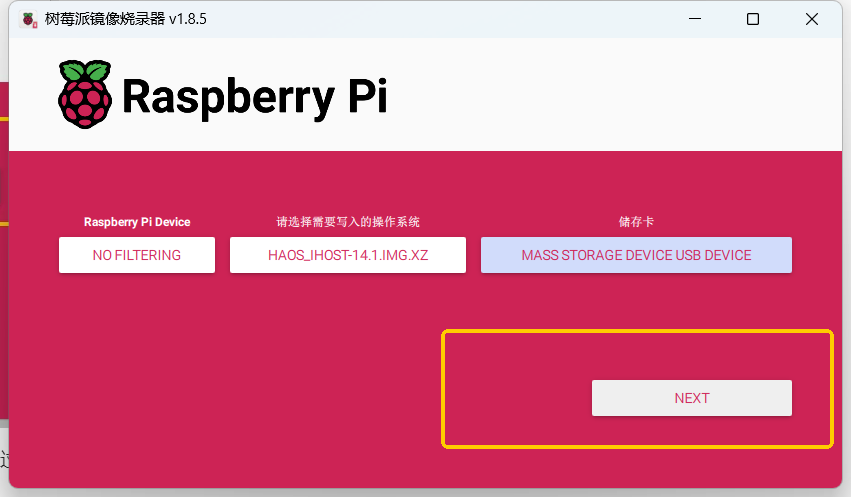 树莓派镜像烧录器 v1.8.5
Raspberry Pi
Raspberry Pi Device
请选择需要写入的操作系统
储存卡
NO FILTERING
HAOS_IHOST-14.1.IMG.XZ
MASS STORAGE DEVICE USB DEVICE
NEXT